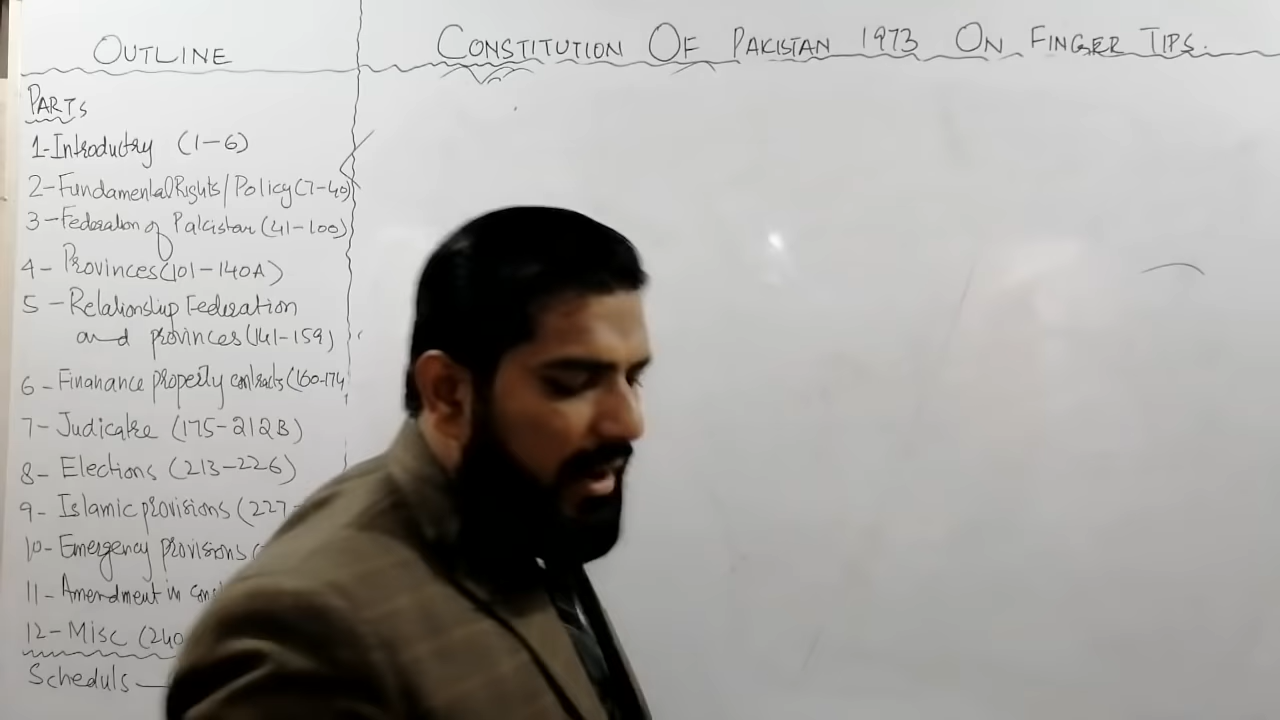 OUTLINE
CONSTITUTION OF PAKISTAN 1973 ON FINGER TIPS.
PARTS
1-Introductry (1-6)
2-Fundamental Rights/Policy (7-40)
3-Federation of Pakistan (41-100)
4- Provinces (101-140A)
5 -Relationship Federation
and provinces (141-159)
6-Finanance property contracts (160-174
7- Judicatre (175-212B)
8- Elections (213-226)
9- Islamic provisions (227-
10- Emergency provisions (
11- Amendment in
12-Misc (240
Scheduls —